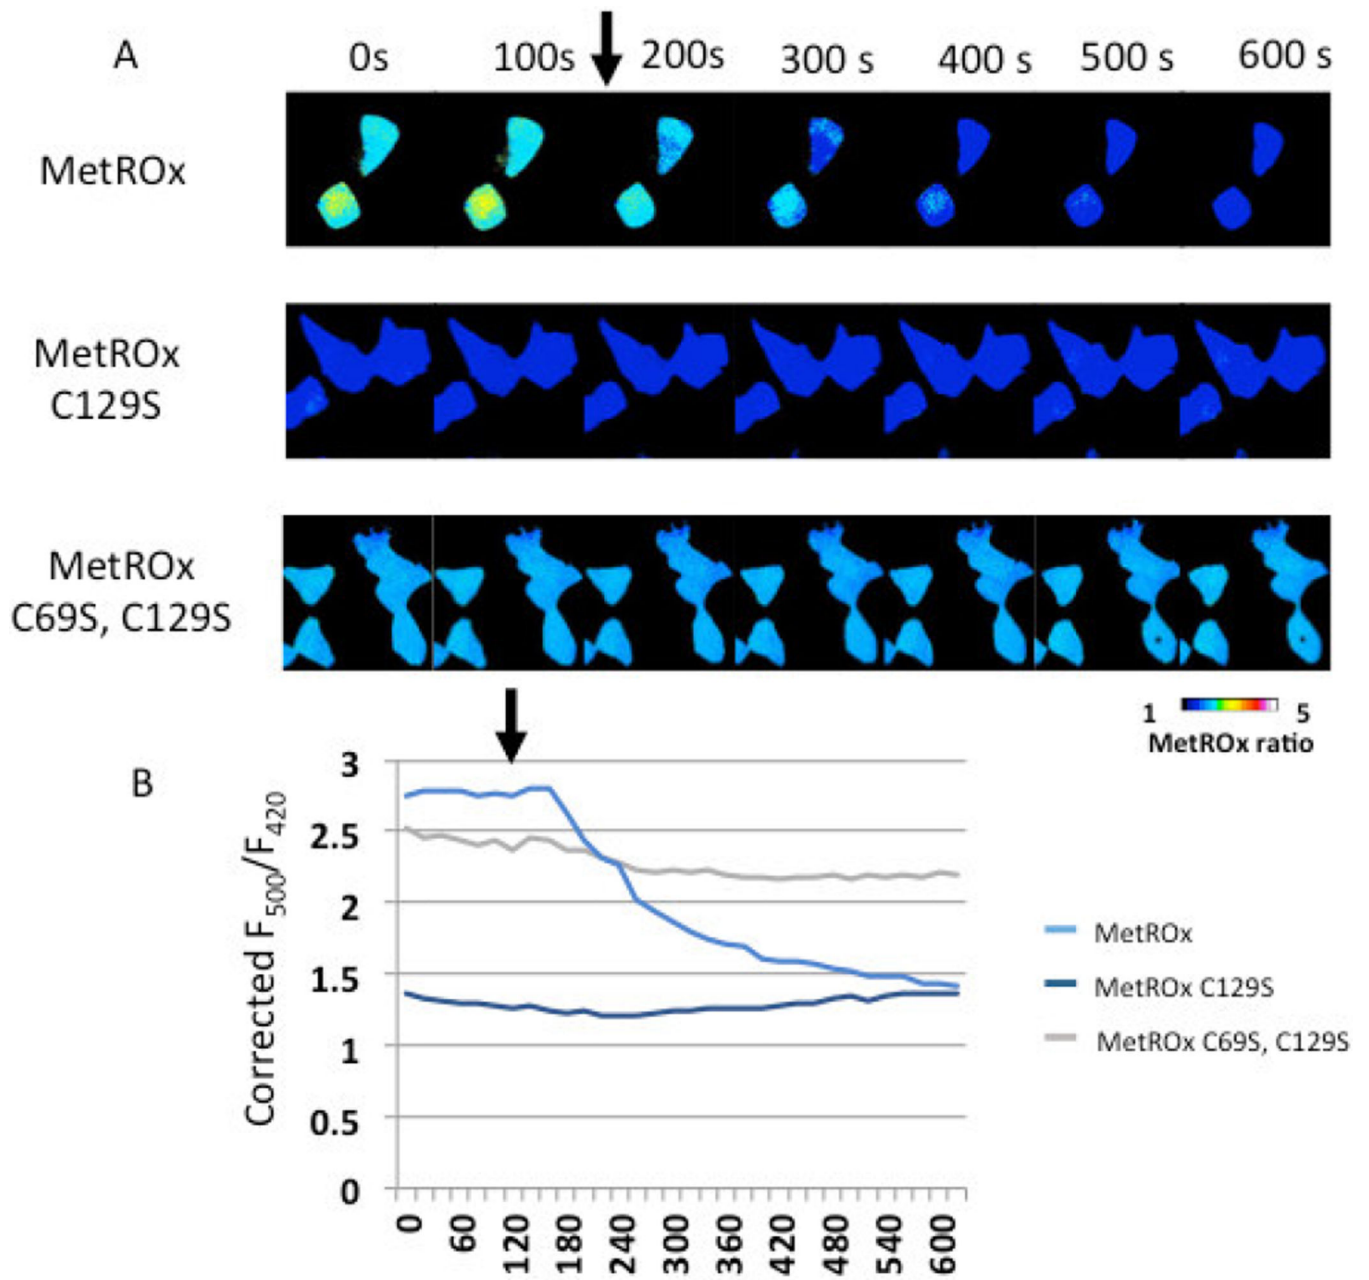 A
0s 100s 200s 300 s 400 s 500 s 600 s
MetROx
MetROx
C129S
MetROx
C69S, C129S
1 5
MetROx ratio
B
Corrected F500/F420
3
2.5
2
1.5
1
0.5
0
0 60 120 180 240 300 360 420 480 540 600
MetROx
MetROx C129S
MetROx C69S, C129S